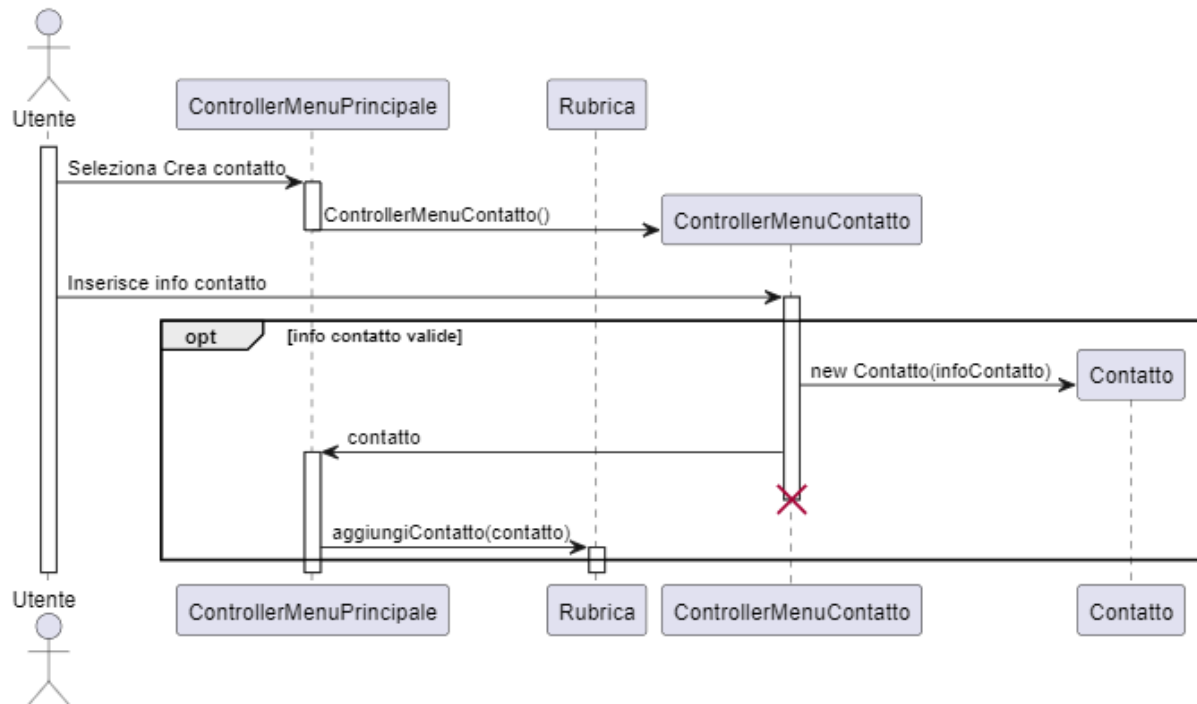 Utente
ControllerMenuPrincipale
Rubrica
Seleziona Crea contatto
ControllerMenuContatto()
ControllerMenuContatto
Inserisce info contatto
opt
[info contatto valide]
new Contatto(infoContatto)
Contatto
contatto
aggiungiContatto(contatto)
Utente
ControllerMenuPrincipale
Rubrica
ControllerMenuContatto
Contatto